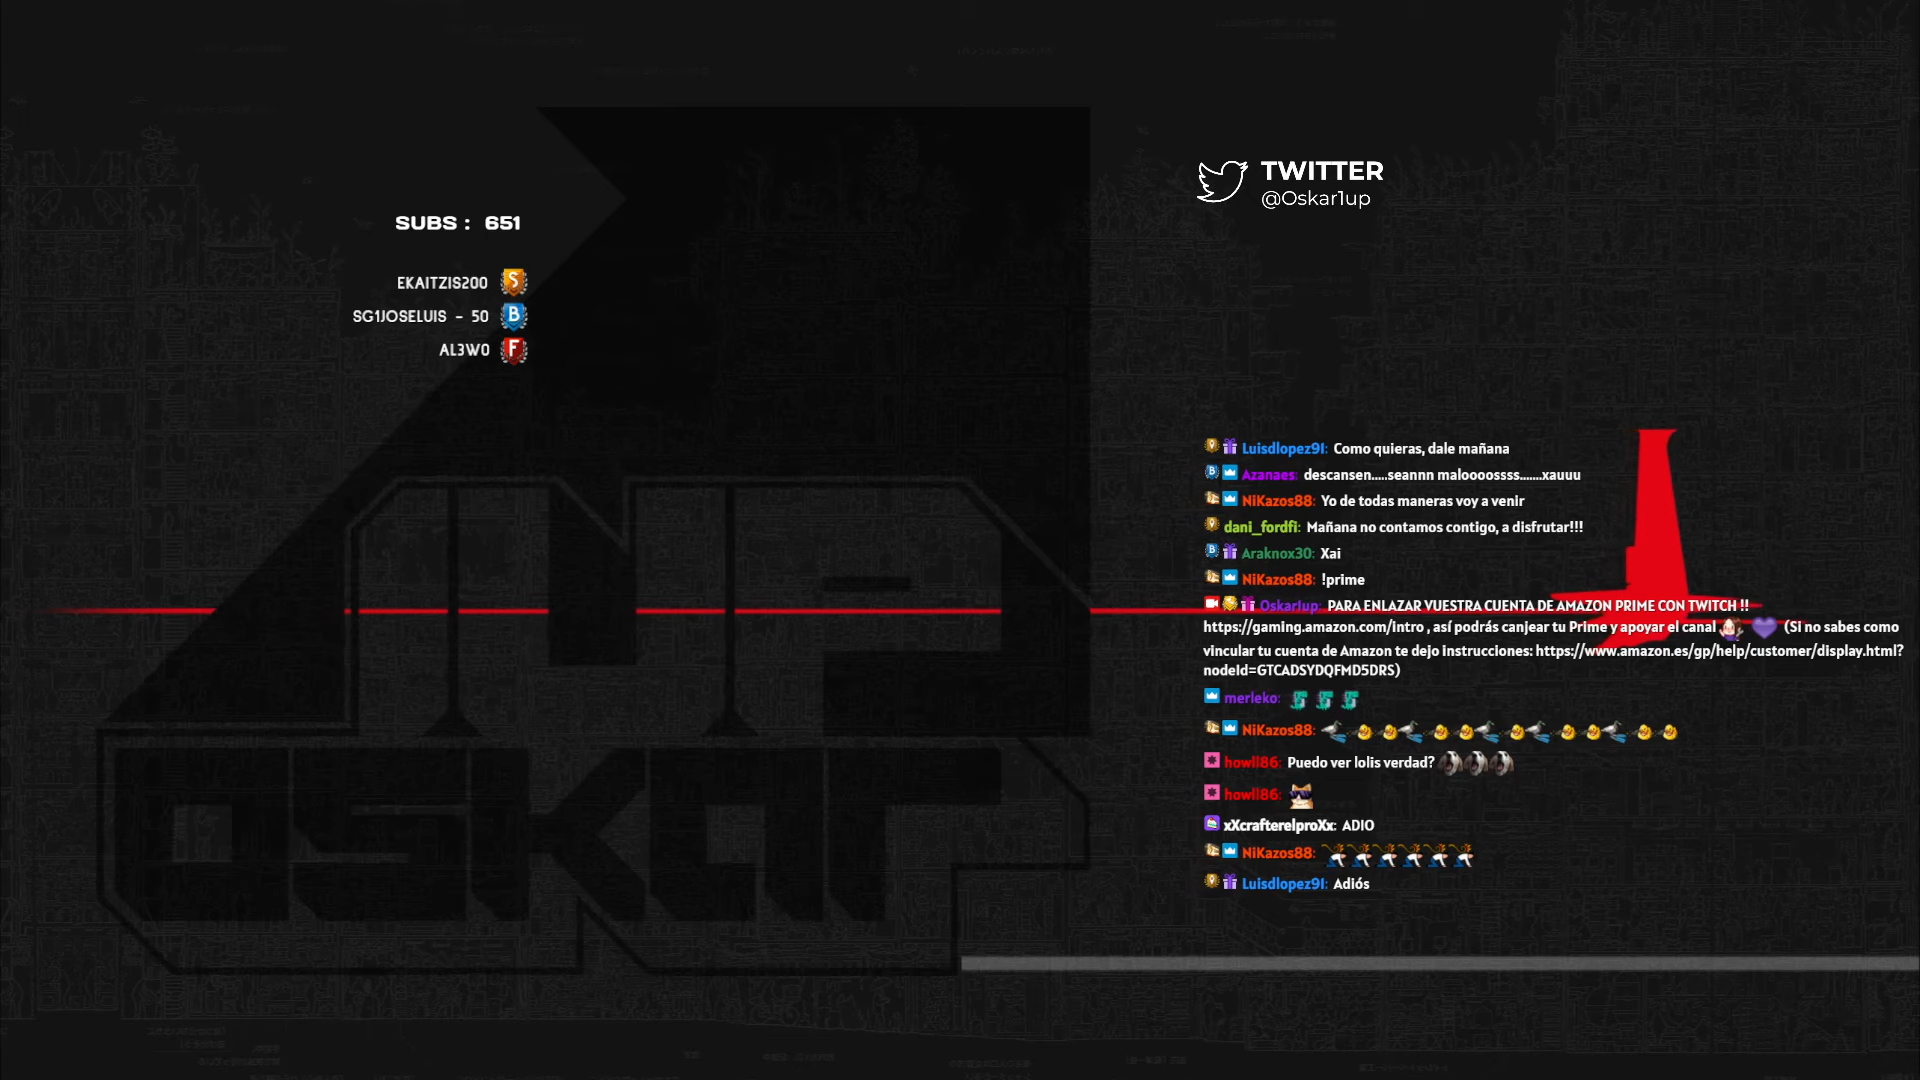 SUBS : 651
EKAITZIS200 S
SG1JOSELUIS - 50 B
AL3W0 F
TWITTER
@Oskar1up
1UP
OSKAR
Luisdlopez91: Como quieras, dale mañana
Azanaes: descansen.....seannn maloooossss.......xauuu
NiKazos88: Yo de todas maneras voy a venir
dani_fordfi: Mañana no contamos contigo, a disfrutar!!!
Araknox30: Xai
NiKazos88: !prime
Oskar1up: PARA ENLAZAR VUESTRA CUENTA DE AMAZON PRIME CON TWITCH !!
https://gaming.amazon.com/intro , así podrás canjear tu Prime y apoyar el canal (Si no sabes como
vincular tu cuenta de Amazon te dejo instrucciones: https://www.amazon.es/gp/help/customer/display.html?
nodeId=GTCADSYDQFMD5DRS)
merleko:
NiKazos88:
howll86: Puedo ver lolis verdad?
howll86:
xXcrafterelproXx: ADIO
NiKazos88:
Luisdlopez91: Adiós